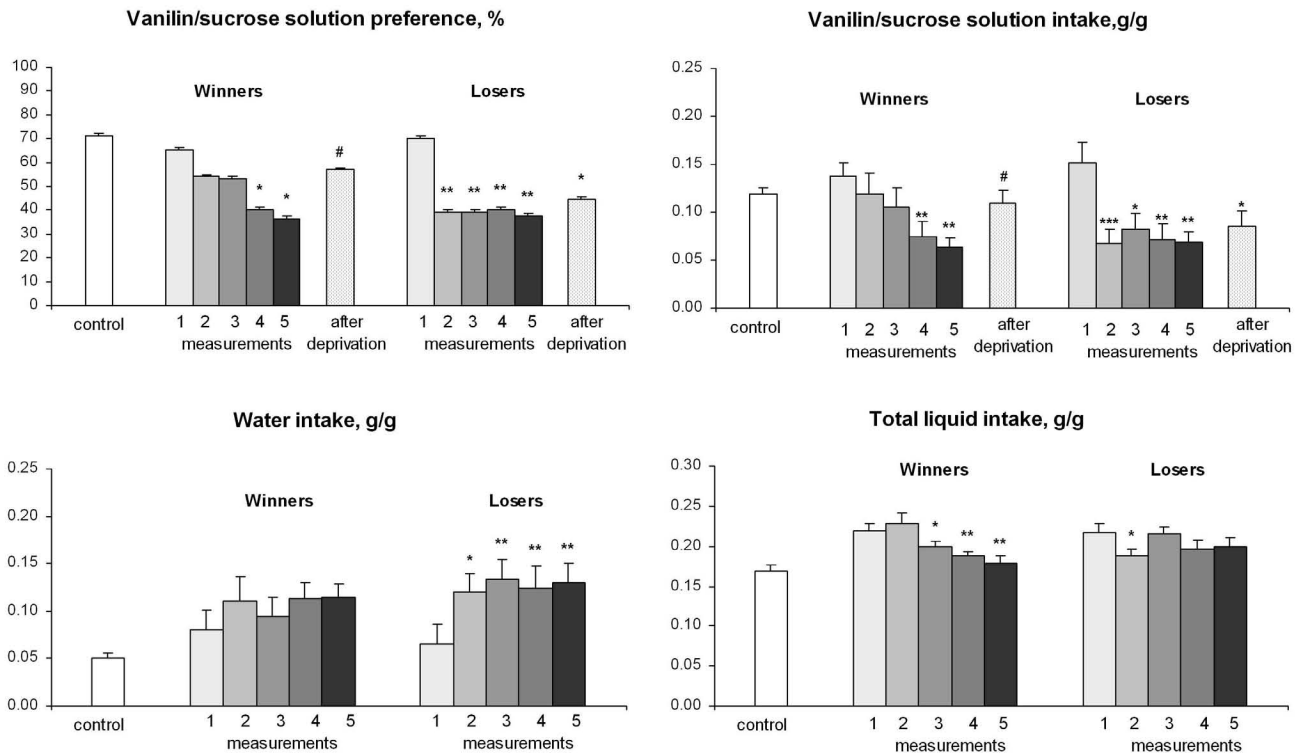 Vanilin/sucrose solution preference, %
100
90
80
70
60
50
40
30
20
10
0
Winners
Losers
#
* *
** ** ** **
*
control
1 2 3 4 5
measurements
after
deprivation
1 2 3 4 5
measurements
after
deprivation
Vanilin/sucrose solution intake,g/g
0.25
0.20
0.15
0.10
0.05
0.00
Winners
Losers
** **
#
*** * ** **
*
control
1 2 3 4 5
measurements
after
deprivation
1 2 3 4 5
measurements
after
deprivation
Water intake, g/g
0.25
0.20
0.15
0.10
0.05
0.00
Winners
Losers
* ** ** **
control
1 2 3 4 5
measurements
1 2 3 4 5
measurements
Total liquid intake, g/g
0.30
0.25
0.20
0.15
0.10
0.05
0.00
Winners
Losers
* ** **
*
control
1 2 3 4 5
measurements
1 2 3 4 5
measurements